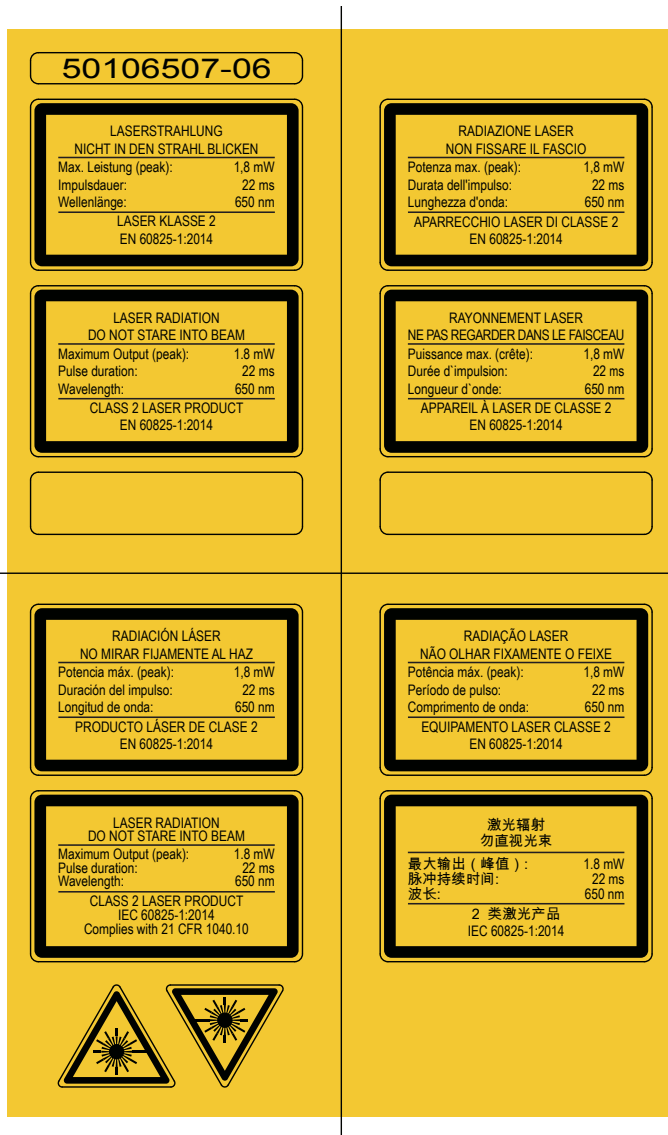 50106507-06
LASERSTRAHLUNG
NICHT IN DEN STRAHL BLICKEN
Max. Leistung (peak): 1,8 mW
Impulsdauer: 22 ms
Wellenlänge: 650 nm
LASER KLASSE 2
EN 60825-1:2014
RADIAZIONE LASER
NON FISSARE IL FASCIO
Potenza max. (peak): 1,8 mW
Durata dell'impulso: 22 ms
Lunghezza d'onda: 650 nm
APARRECCHIO LASER DI CLASSE 2
EN 60825-1:2014
LASER RADIATION
DO NOT STARE INTO BEAM
Maximum Output (peak): 1.8 mW
Pulse duration: 22 ms
Wavelength: 650 nm
CLASS 2 LASER PRODUCT
EN 60825-1:2014
RAYONNEMENT LASER
NE PAS REGARDER DANS LE FAISCEAU
Puissance max. (crête): 1,8 mW
Durée d`impulsion: 22 ms
Longueur d`onde: 650 nm
APPAREIL À LASER DE CLASSE 2
EN 60825-1:2014
RADIACIÓN LÁSER
NO MIRAR FIJAMENTE AL HAZ
Potencia máx. (peak): 1,8 mW
Duración del impulso: 22 ms
Longitud de onda: 650 nm
PRODUCTO LÁSER DE CLASE 2
EN 60825-1:2014
RADIAÇÃO LASER
NÃO OLHAR FIXAMENTE O FEIXE
Potência máx. (peak): 1,8 mW
Período de pulso: 22 ms
Comprimento de onda: 650 nm
EQUIPAMENTO LASER CLASSE 2
EN 60825-1:2014
LASER RADIATION
DO NOT STARE INTO BEAM
Maximum Output (peak): 1.8 mW
Pulse duration: 22 ms
Wavelength: 650 nm
CLASS 2 LASER PRODUCT
IEC 60825-1:2014
Complies with 21 CFR 1040.10
激光辐射
勿直视光束
最大输出（峰值）: 1.8 mW
脉冲持续时间: 22 ms
波长: 650 nm
2 类激光产品
IEC 60825-1:2014